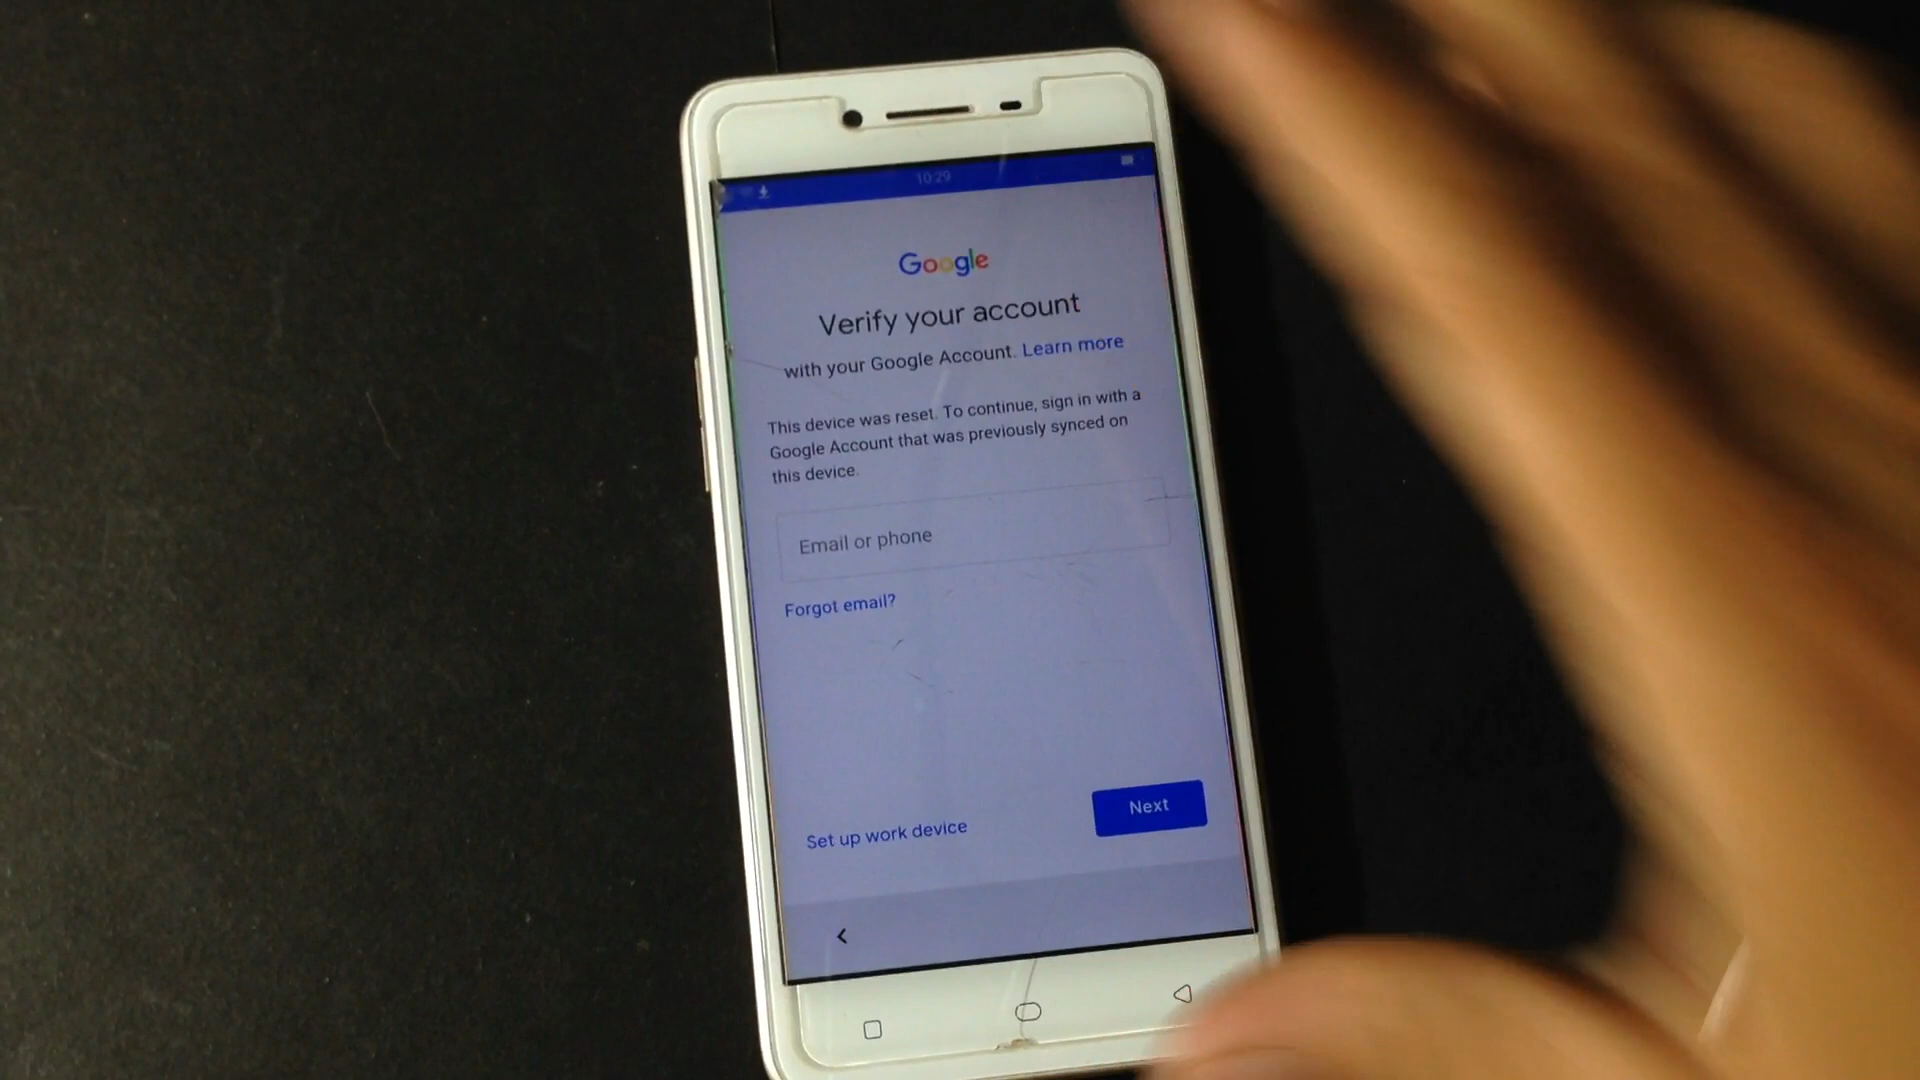 10:29
Google
Verify your account
with your Google Account. Learn more
This device was reset. To continue, sign in with a
Google Account that was previously synced on
this device.
Email or phone
Forgot email?
Set up work device
Next